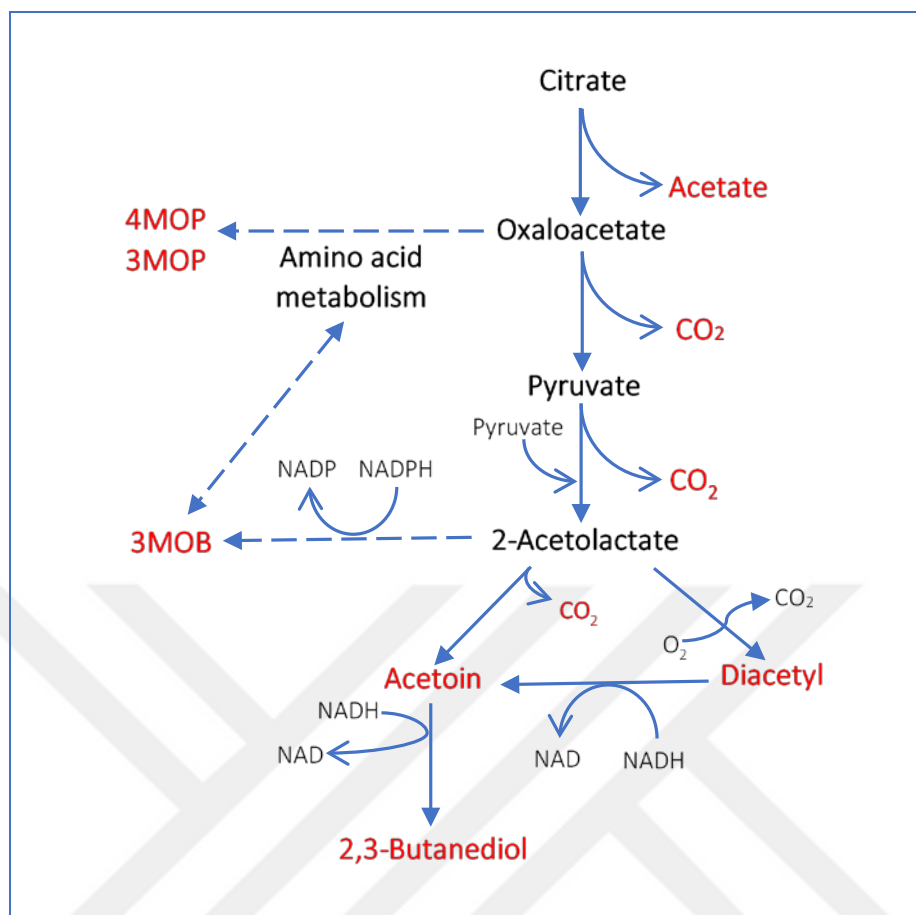 Citrate
Acetate
4MOP
3MOP
Oxaloacetate
Amino acid
metabolism
CO₂
Pyruvate
Pyruvate
CO₂
NADP
NADPH
3MOB
2-Acetolactate
CO₂
CO₂
O₂
Acetoin
Diacetyl
NADH
NAD
NAD
NADH
2,3-Butanediol